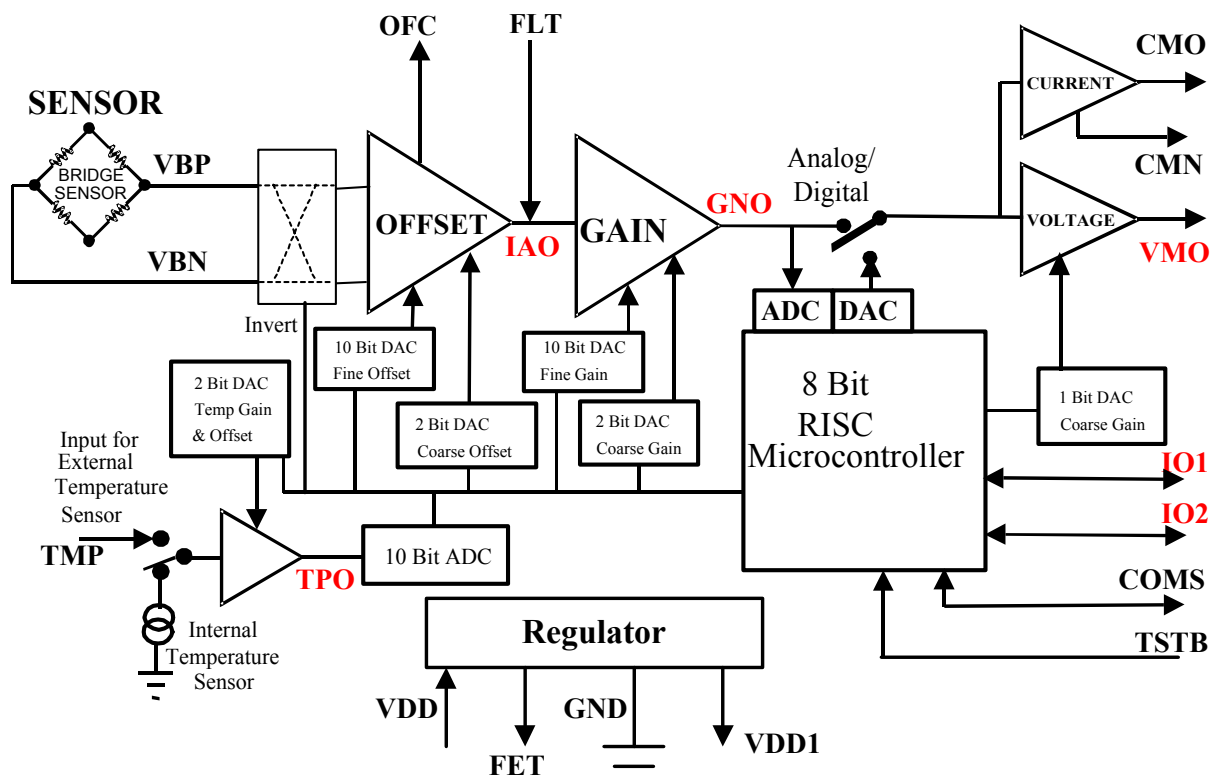 OFC
FLT
CMO
CURRENT
CMN
SENSOR
BRIDGE
SENSOR
VBP
VBN
Invert
OFFSET
IAO
GAIN
GNO
Analog/
Digital
VOLTAGE
VMO
ADC
DAC
10 Bit DAC
Fine Offset
10 Bit DAC
Fine Gain
2 Bit DAC
Temp Gain
& Offset
2 Bit DAC
Coarse Offset
2 Bit DAC
Coarse Gain
8 Bit
RISC
Microcontroller
1 Bit DAC
Coarse Gain
IO1
IO2
COMS
TSTB
Input for
External
Temperature
Sensor
TMP
TPO
10 Bit ADC
Internal
Temperature
Sensor
Regulator
VDD
FET
GND
VDD1